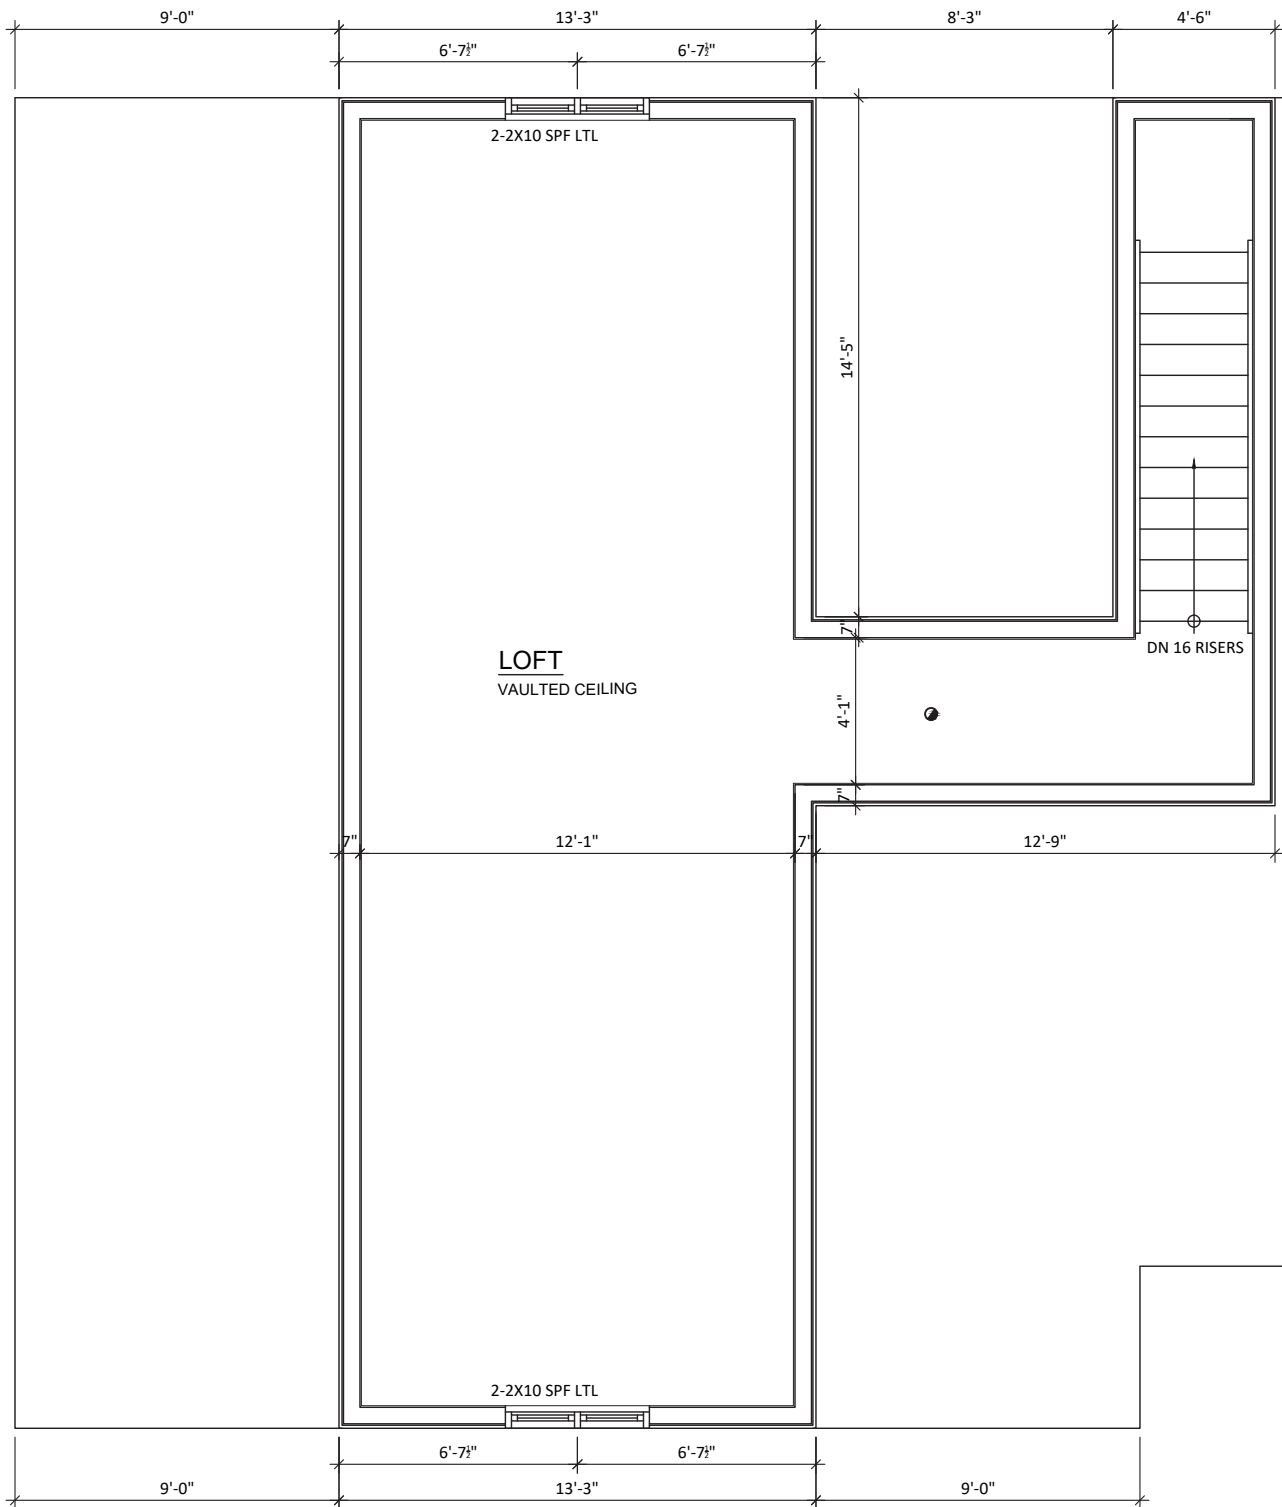 9'-0" 13'-3" 8'-3" 4'-6"
6'-7½" 6'-7½"
2-2X10 SPF LTL
14'-5"
7"
DN 16 RISERS
LOFT
VAULTED CEILING
4'-1"
7"
7" 12'-1" 7" 12'-9"
2-2X10 SPF LTL
6'-7½" 6'-7½"
9'-0" 13'-3" 9'-0"